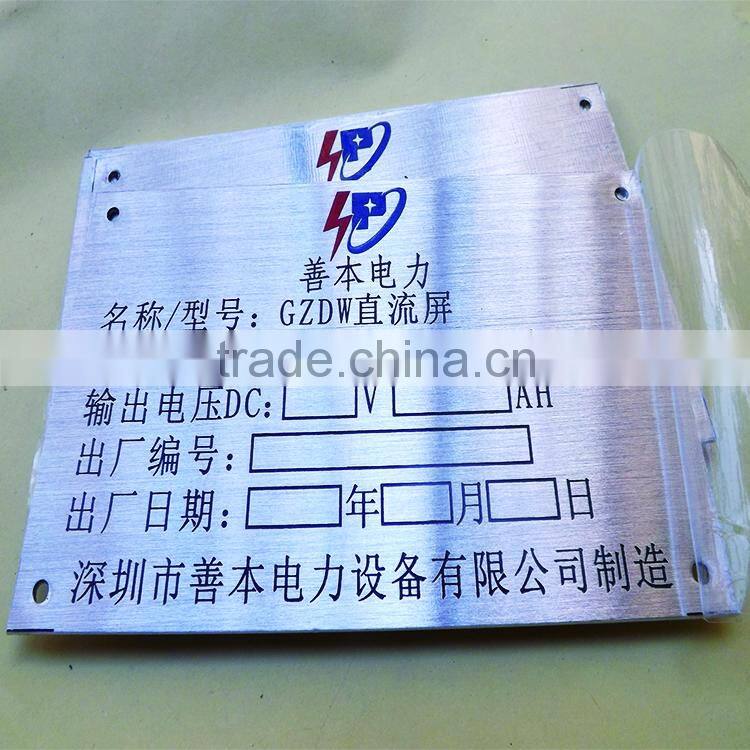 善本电力
名称/型号：GZDW直流屏
trade.china.cn
输出电压DC：V AH
出厂编号：
出厂日期：年月日
深圳市善本电力设备有限公司制造